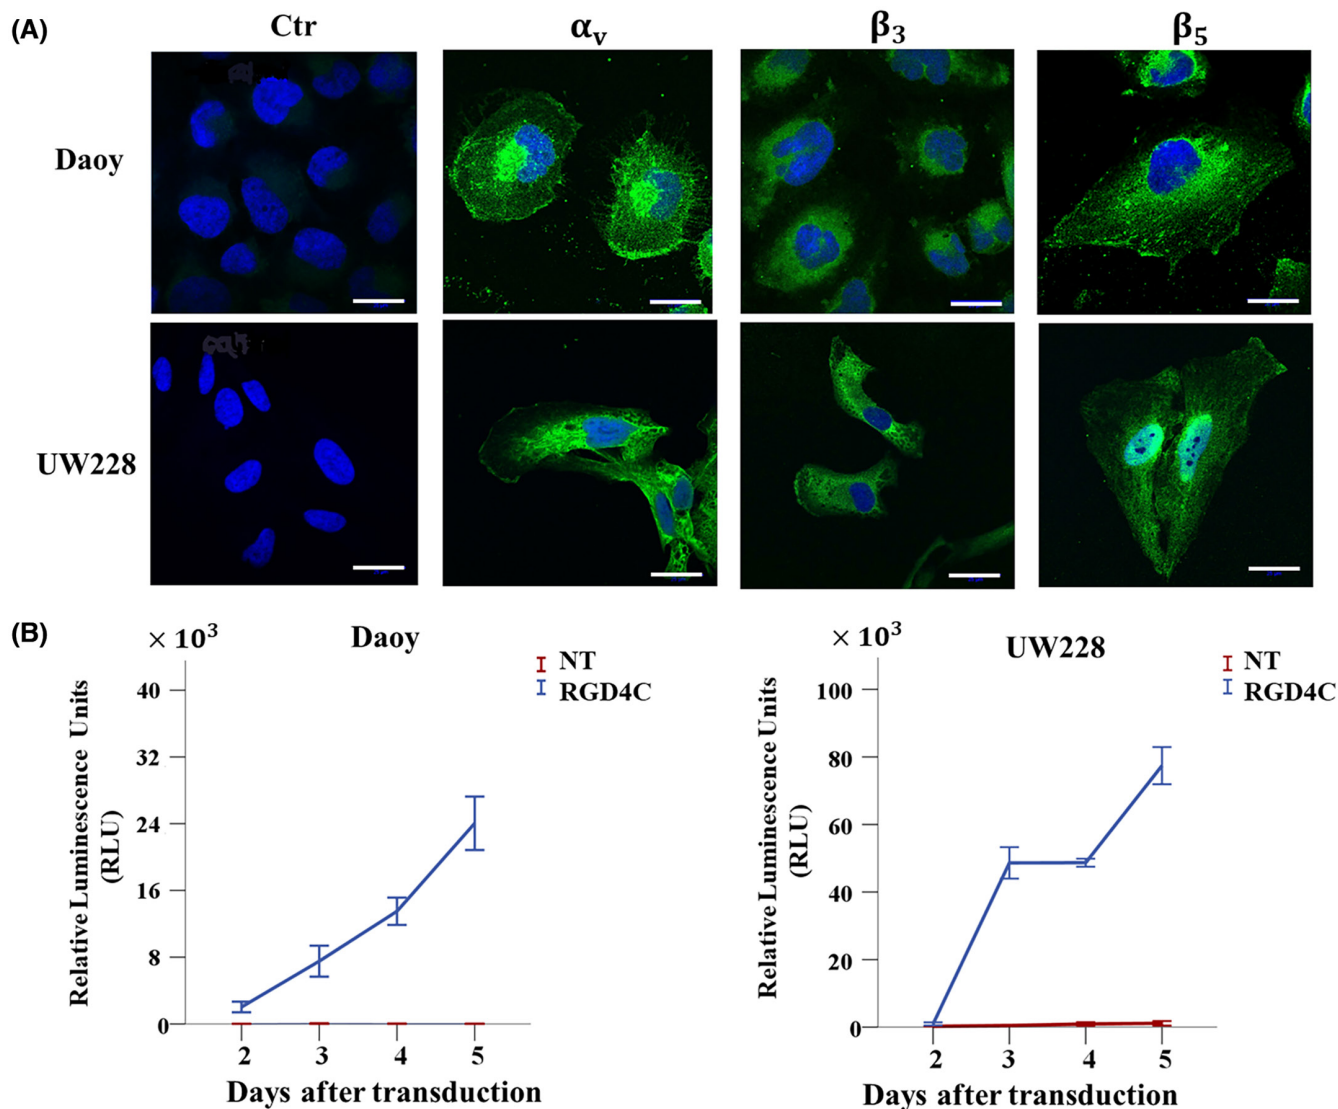 (A)
Ctr
αv
β3
β5
Daoy
UW228
(B)
× 10³
Daoy
NT
RGD4C
Relative Luminescence Units
(RLU)
40
32
24
16
8
0
2 3 4 5
Days after transduction
× 10³
UW228
NT
RGD4C
Relative Luminescence Units
(RLU)
100
80
60
40
20
0
2 3 4 5
Days after transduction